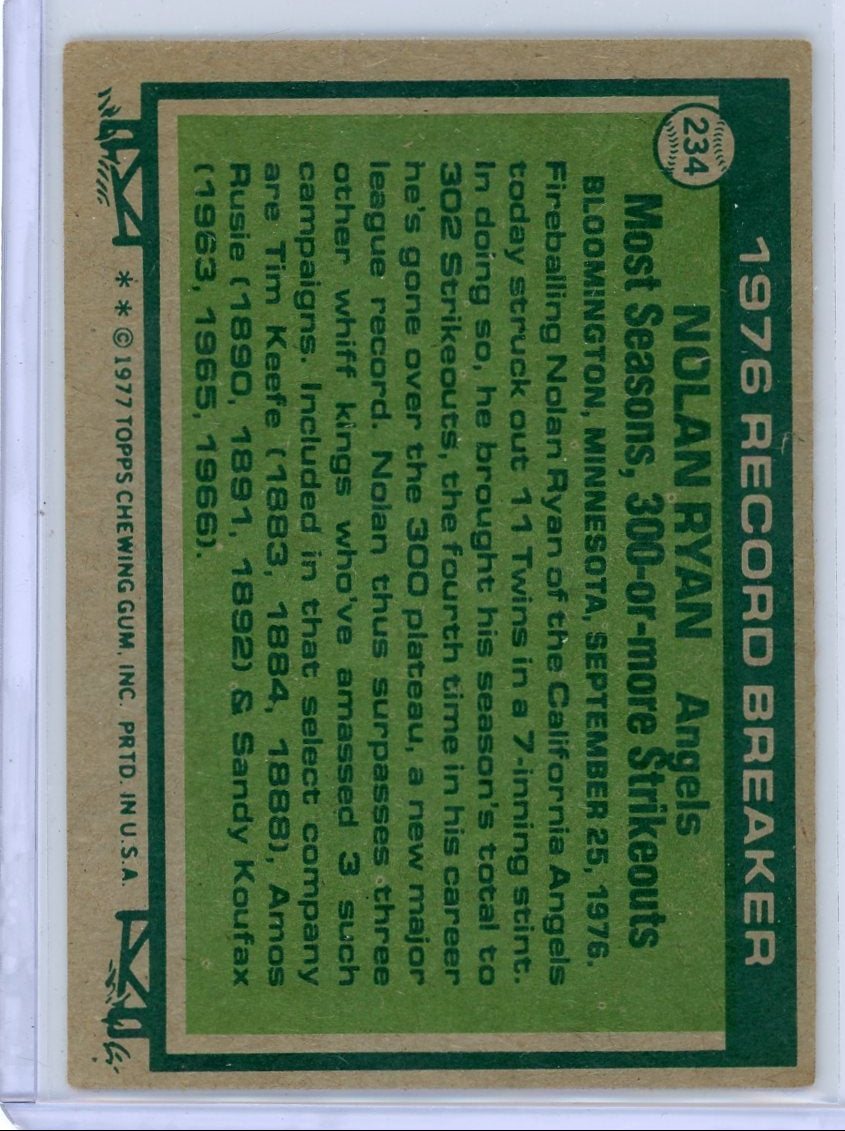 234
1976 RECORD BREAKER
NOLAN RYAN Angels
Most Seasons, 300-or-more Strikeouts
BLOOMINGTON, MINNESOTA, SEPTEMBER 25, 1976.
Fireballing Nolan Ryan of the California Angels
today struck out 11 Twins in a 7-inning stint.
In doing so, he brought his season's total to
302 Strikeouts, the fourth time in his career
he's gone over the 300 plateau, a new major
league record. Nolan thus surpasses three
other whiff kings who've amassed 3 such
campaigns. Included in that select company
are Tim Keefe (1883, 1884, 1888), Amos
Rusie (1890, 1891, 1892) & Sandy Koufax
(1963, 1965, 1966).
* * © 1977 TOPPS CHEWING GUM, INC. PRTD. IN U.S.A.